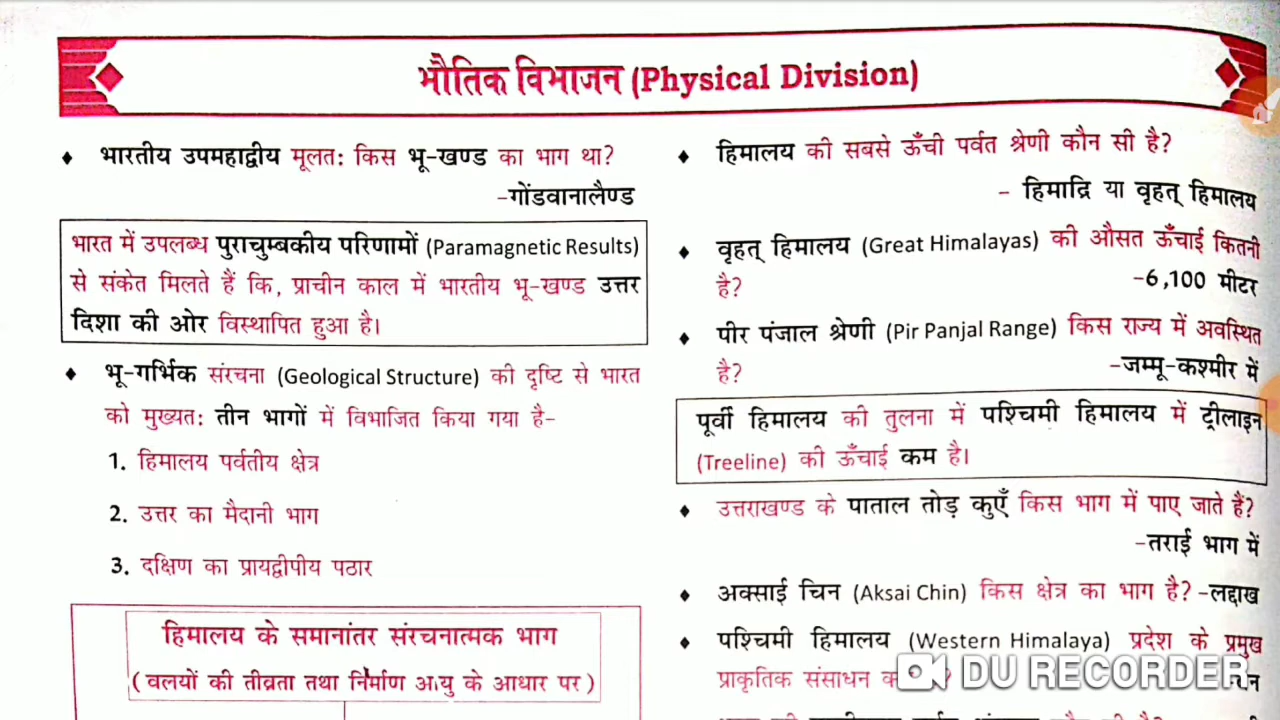 भौतिक विभाजन (Physical Division)
♦ भारतीय उपमहाद्वीय मूलतः किस भू-खण्ड का भाग था?
-गोंडवानालैण्ड
भारत में उपलब्ध पुराचुम्बकीय परिणामों (Paramagnetic Results)
से संकेत मिलते हैं कि, प्राचीन काल में भारतीय भू-खण्ड उत्तर
दिशा की ओर विस्थापित हुआ है।
♦ भू-गर्भिक संरचना (Geological Structure) की दृष्टि से भारत
को मुख्यतः तीन भागों में विभाजित किया गया है-
1. हिमालय पर्वतीय क्षेत्र
2. उत्तर का मैदानी भाग
3. दक्षिण का प्रायद्वीपीय पठार
हिमालय के समानांतर संरचनात्मक भाग
(वलयों की तीव्रता तथा निर्माण आयु के आधार पर)
♦ हिमालय की सबसे ऊँची पर्वत श्रेणी कौन सी है?
- हिमाद्रि या वृहत् हिमालय
♦ वृहत् हिमालय (Great Himalayas) की औसत ऊँचाई कितनी
है? -6,100 मीटर
♦ पीर पंजाल श्रेणी (Pir Panjal Range) किस राज्य में अवस्थित
है? -जम्मू-कश्मीर में
पूर्वी हिमालय की तुलना में पश्चिमी हिमालय में ट्रीलाइन
(Treeline) की ऊँचाई कम है।
♦ उत्तराखण्ड के पाताल तोड़ कुएँ किस भाग में पाए जाते हैं?
-तराई भाग में
♦ अक्साई चिन (Aksai Chin) किस क्षेत्र का भाग है? -लद्दाख
♦ पश्चिमी हिमालय (Western Himalaya) प्रदेश के प्रमुख
प्राकृतिक संसाधन
DU RECORDER